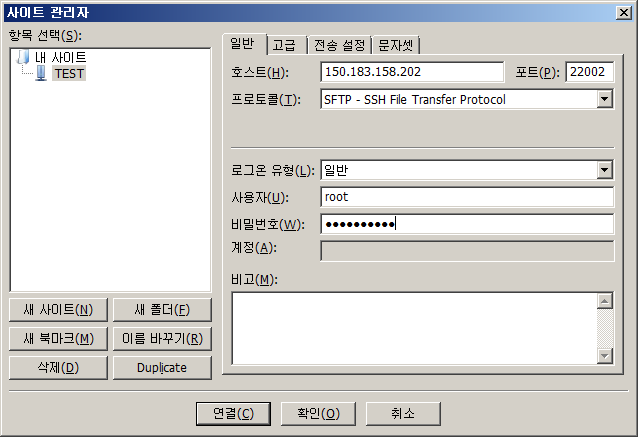 사이트 관리자
항목 선택(S):
내 사이트
TEST
새 사이트(N) 새 폴더(F)
새 북마크(M) 이름 바꾸기(R)
삭제(D) Duplicate
일반 고급 전송 설정 문자셋
호스트(H): 150.183.158.202 포트(P): 22002
프로토콜(T): SFTP - SSH File Transfer Protocol
로그온 유형(L): 일반
사용자(U): root
비밀번호(W): ●●●●●●●●●●
계정(A):
비고(M):
연결(C) 확인(O) 취소